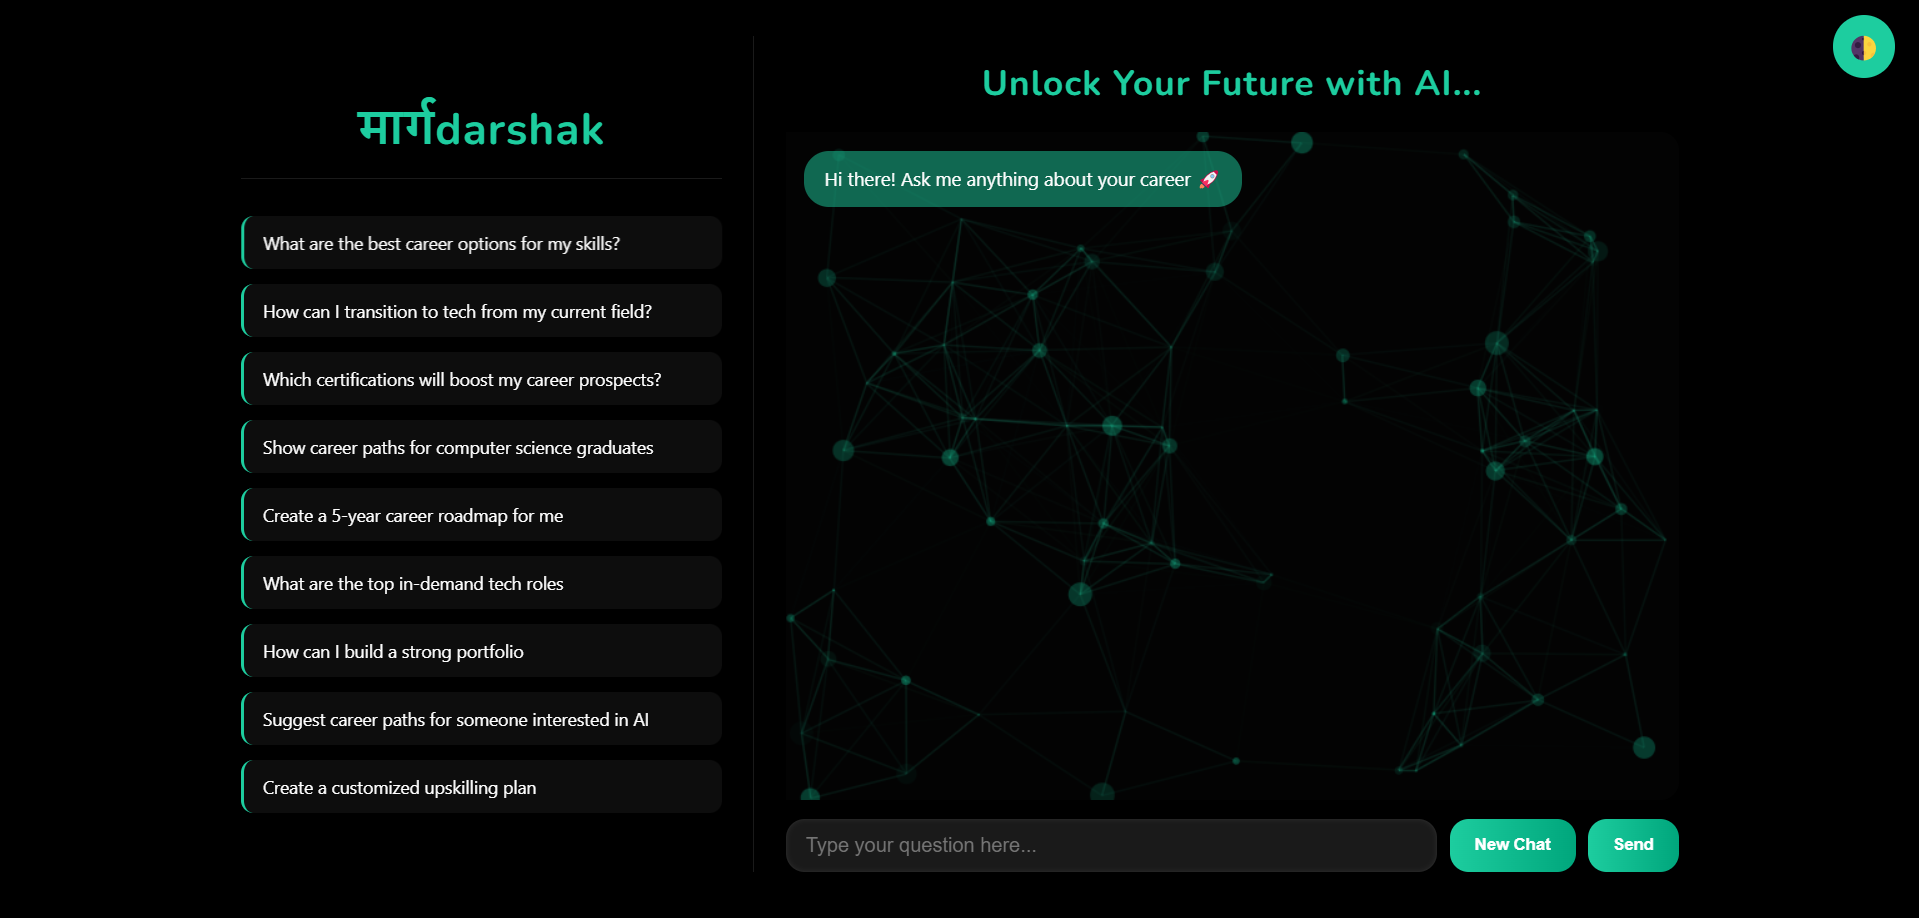 मार्गdarshak
What are the best career options for my skills?
How can I transition to tech from my current field?
Which certifications will boost my career prospects?
Show career paths for computer science graduates
Create a 5-year career roadmap for me
What are the top in-demand tech roles
How can I build a strong portfolio
Suggest career paths for someone interested in AI
Create a customized upskilling plan
Unlock Your Future with AI...
Hi there! Ask me anything about your career 🚀
Type your question here...
New Chat
Send